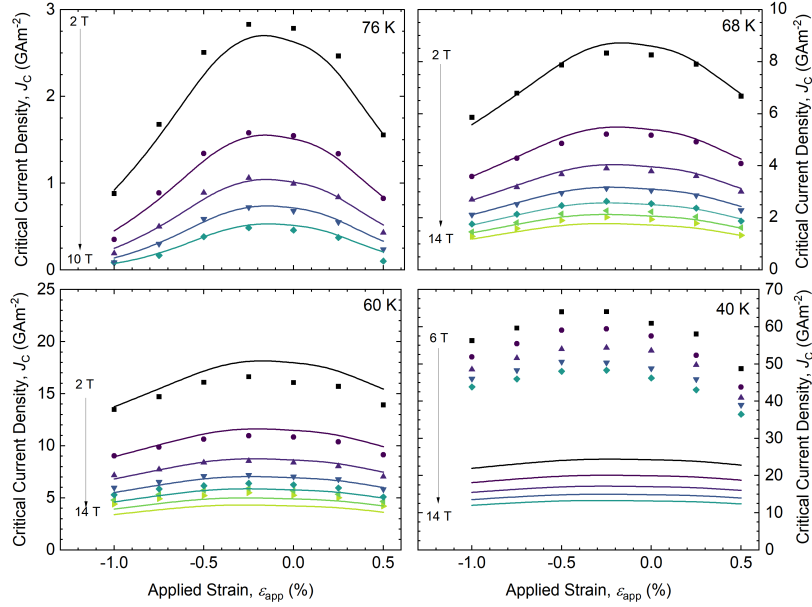 3
2
1
0
2 T
10 T
76 K
Critical Current Density, J_C (GAm⁻²)
10
8
6
4
2
0
2 T
14 T
68 K
Critical Current Density, J_C (GAm⁻²)
25
20
15
10
5
0
2 T
14 T
60 K
Critical Current Density, J_C (GAm⁻²)
-1.0 -0.5 0.0 0.5
Applied Strain, ε_app (%)
70
60
50
40
30
20
10
0
6 T
14 T
40 K
Critical Current Density, J_C (GAm⁻²)
-1.0 -0.5 0.0 0.5
Applied Strain, ε_app (%)